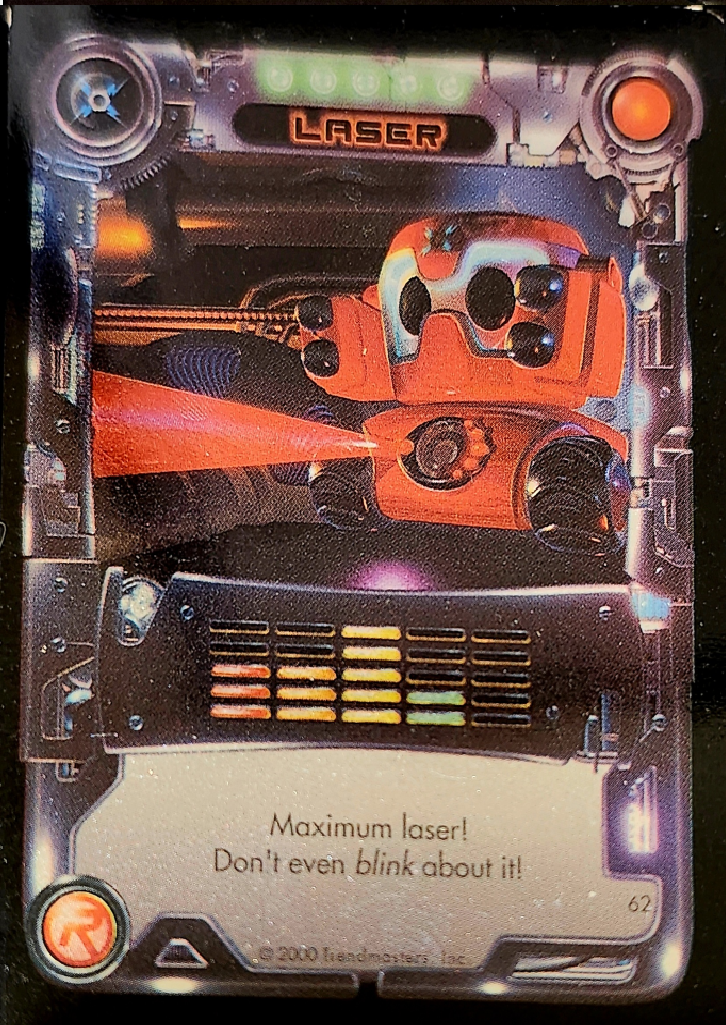 LASER
Maximum laser!
Don't even blink about it!
62
R
© 2000 Trendmasters, Inc.